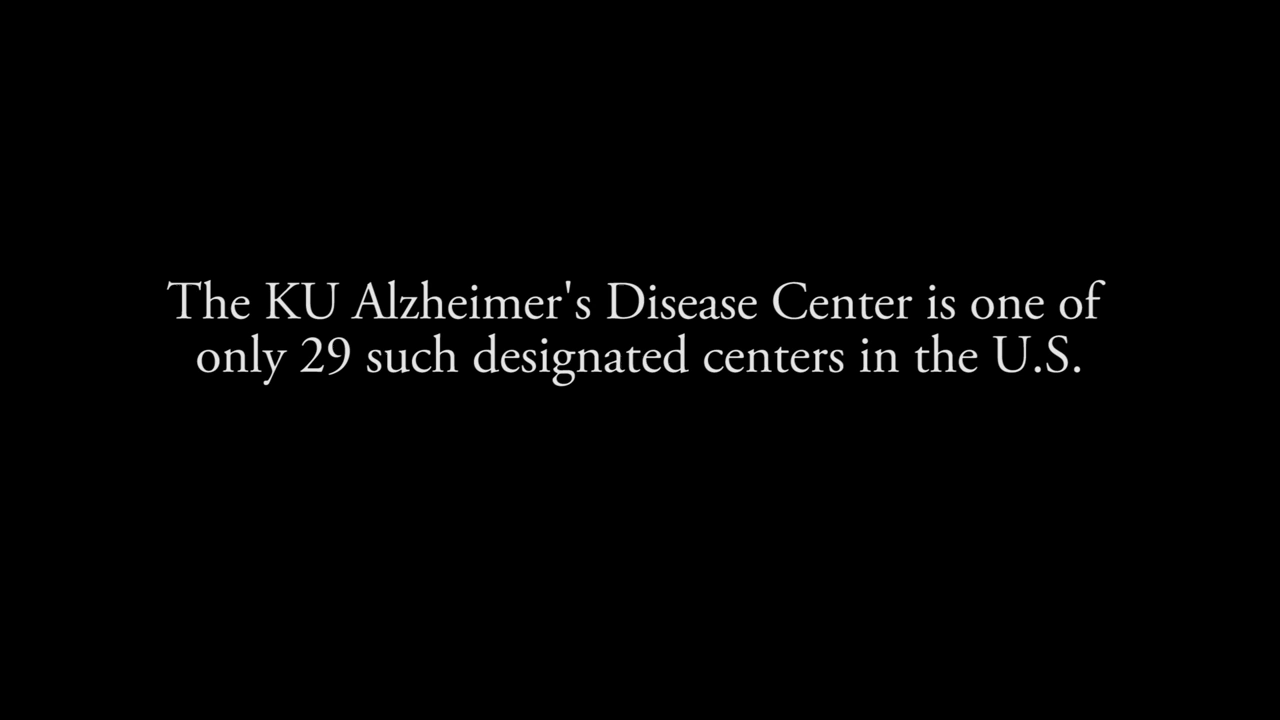 The KU Alzheimer's Disease Center is one of
only 29 such designated centers in the U.S.